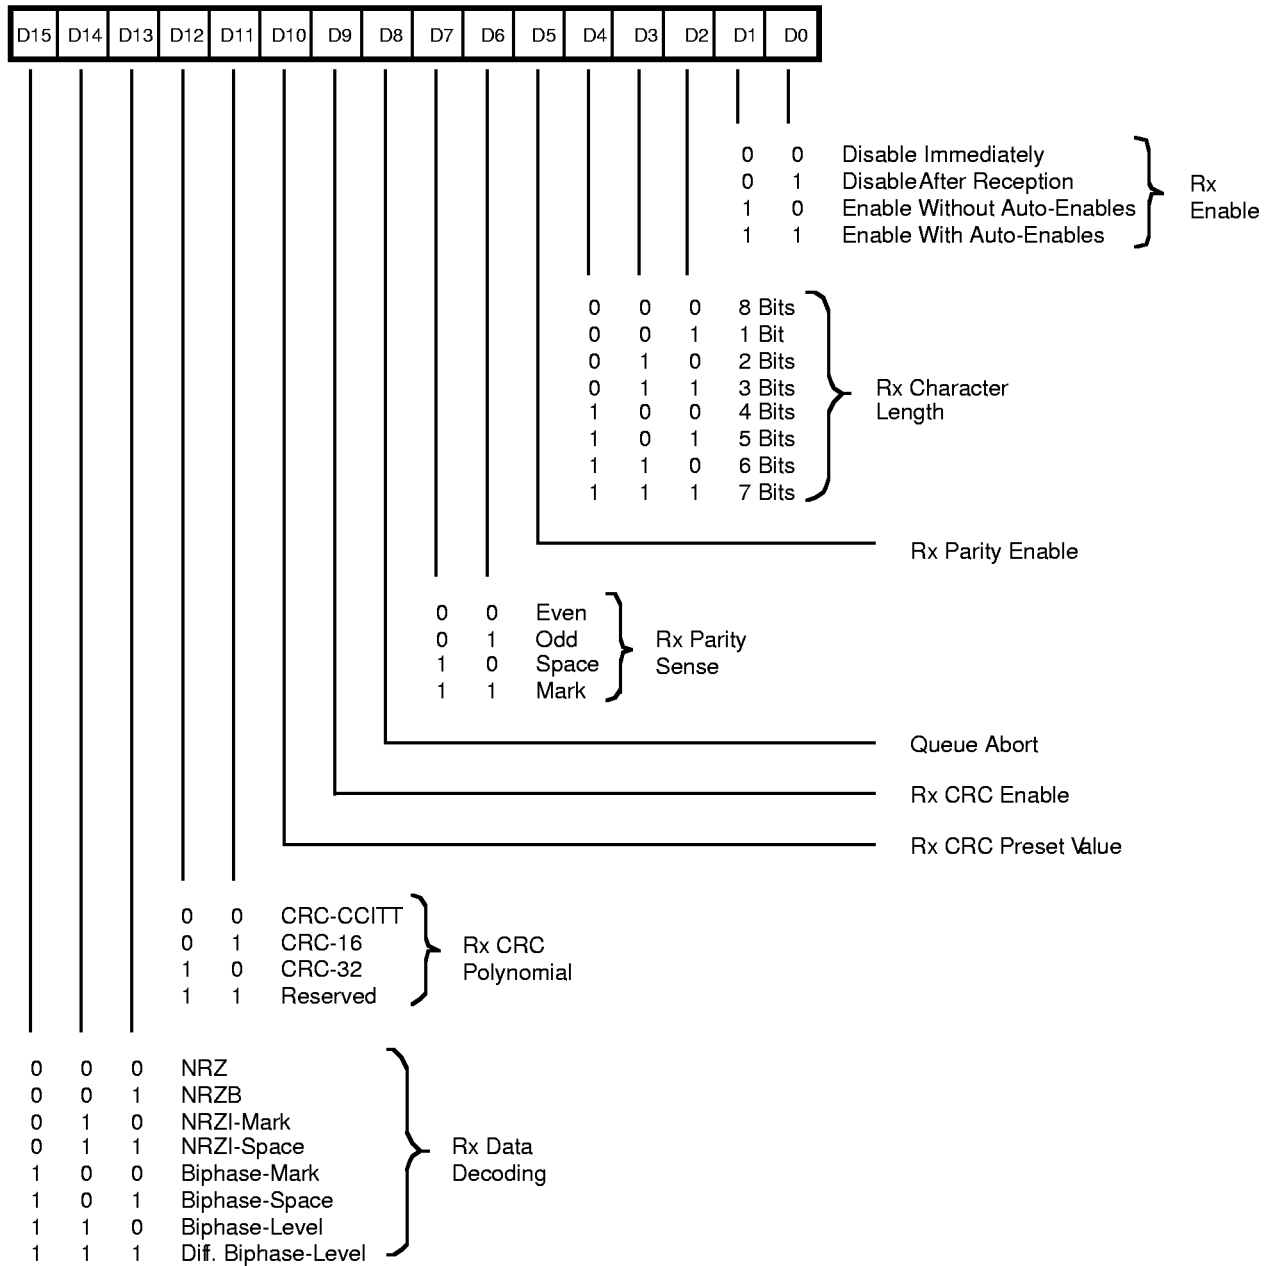 D15 D14 D13 D12 D11 D10 D9 D8 D7 D6 D5 D4 D3 D2 D1 D0
0 0 Disable Immediately
0 1 Disable After Reception
1 0 Enable Without Auto-Enables
1 1 Enable With Auto-Enables
Rx
Enable
0 0 0 8 Bits
0 0 1 1 Bit
0 1 0 2 Bits
0 1 1 3 Bits
1 0 0 4 Bits
1 0 1 5 Bits
1 1 0 6 Bits
1 1 1 7 Bits
Rx Character
Length
Rx Parity Enable
0 0 Even
0 1 Odd
1 0 Space
1 1 Mark
Rx Parity
Sense
Queue Abort
Rx CRC Enable
Rx CRC Preset Value
0 0 CRC-CCITT
0 1 CRC-16
1 0 CRC-32
1 1 Reserved
Rx CRC
Polynomial
0 0 0 NRZ
0 0 1 NRZB
0 1 0 NRZI-Mark
0 1 1 NRZI-Space
1 0 0 Biphase-Mark
1 0 1 Biphase-Space
1 1 0 Biphase-Level
1 1 1 Diff. Biphase-Level
Rx Data
Decoding